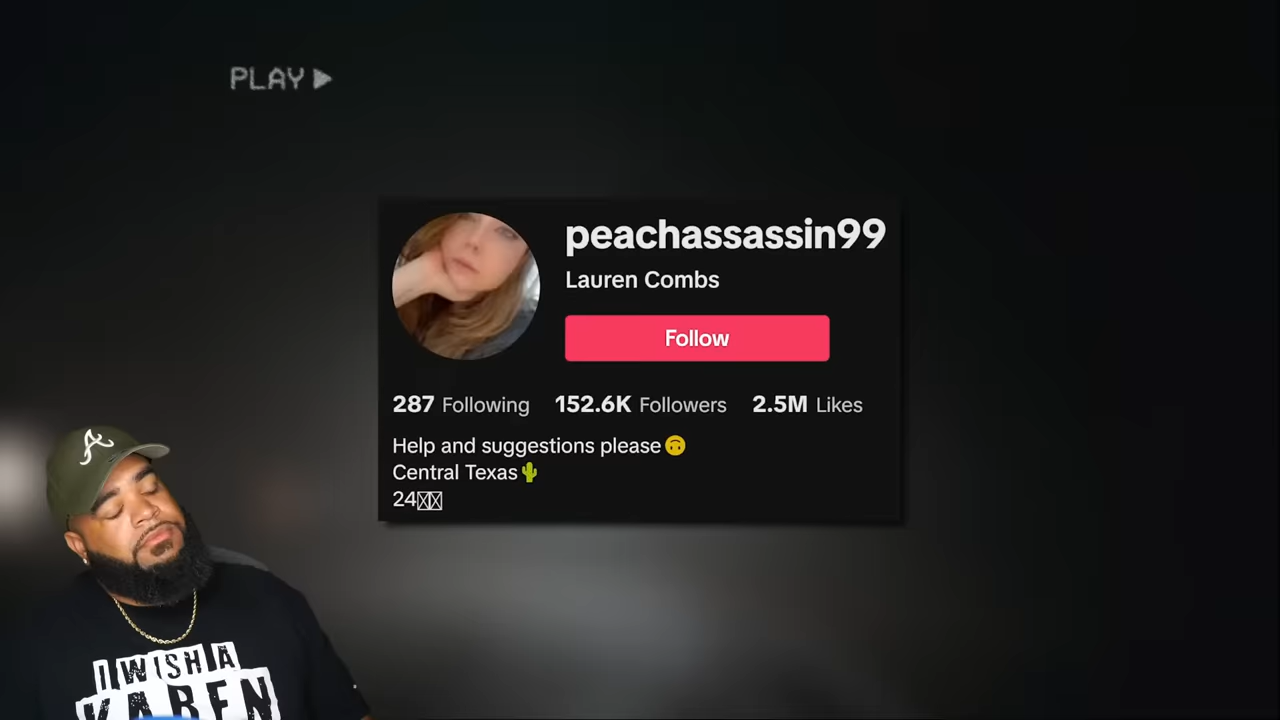 PLAY
peachassassin99
Lauren Combs
Follow
287 Following 152.6K Followers 2.5M Likes
Help and suggestions please🙃
Central Texas🌵
24
A
I WISH A
KAREN